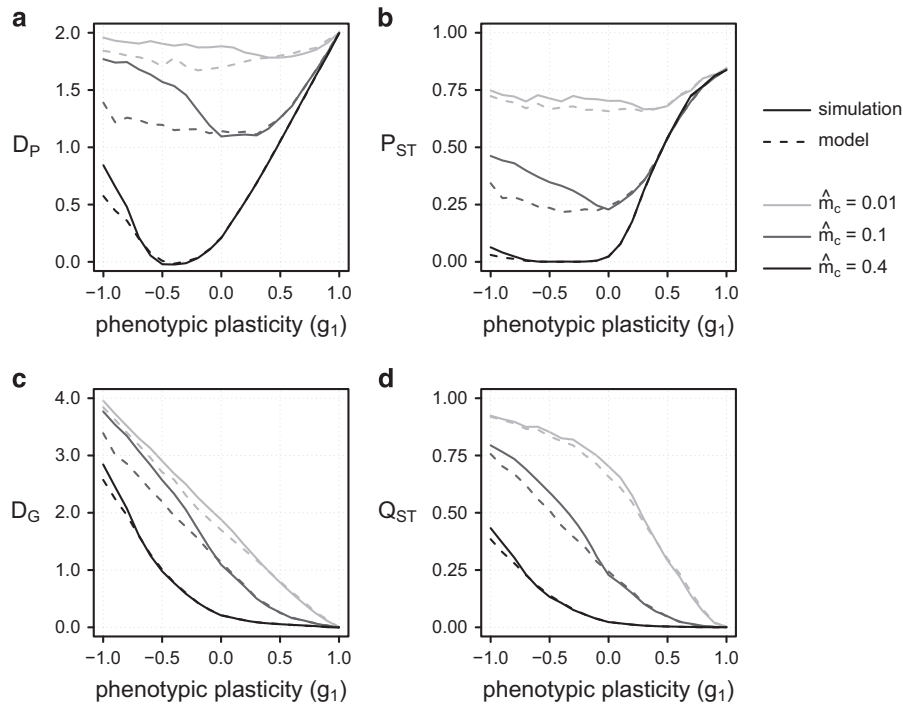 a
2.0
1.5
1.0
0.5
0.0
D_P
−1.0 −0.5 0.0 0.5 1.0
phenotypic plasticity (g₁)
b
1.00
0.75
0.50
0.25
0.00
P_ST
−1.0 −0.5 0.0 0.5 1.0
phenotypic plasticity (g₁)
simulation
model
m̂_c = 0.01
m̂_c = 0.1
m̂_c = 0.4
c
4.0
3.0
2.0
1.0
0.0
D_G
−1.0 −0.5 0.0 0.5 1.0
phenotypic plasticity (g₁)
d
1.00
0.75
0.50
0.25
0.00
Q_ST
−1.0 −0.5 0.0 0.5 1.0
phenotypic plasticity (g₁)